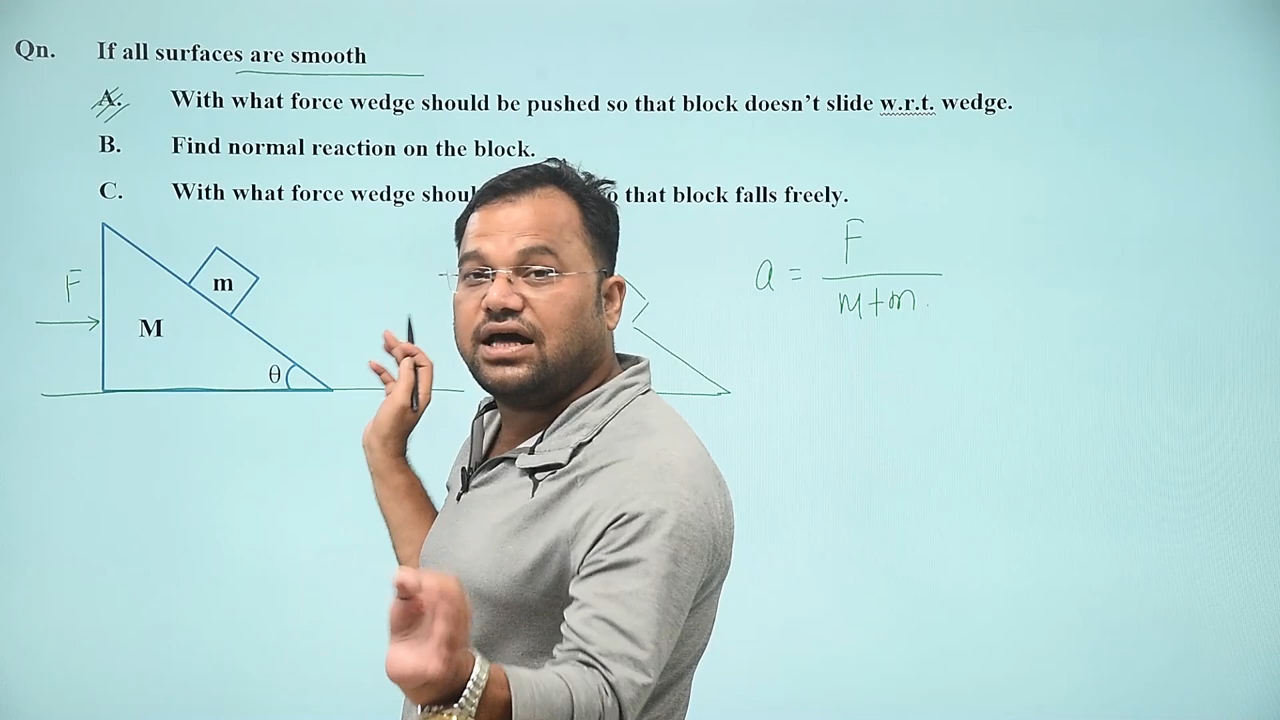 Qn. If all surfaces are smooth
A. With what force wedge should be pushed so that block doesn't slide w.r.t. wedge.
B. Find normal reaction on the block.
C. With what force wedge that block falls freely.
F
m
M
θ
a = F / M+m